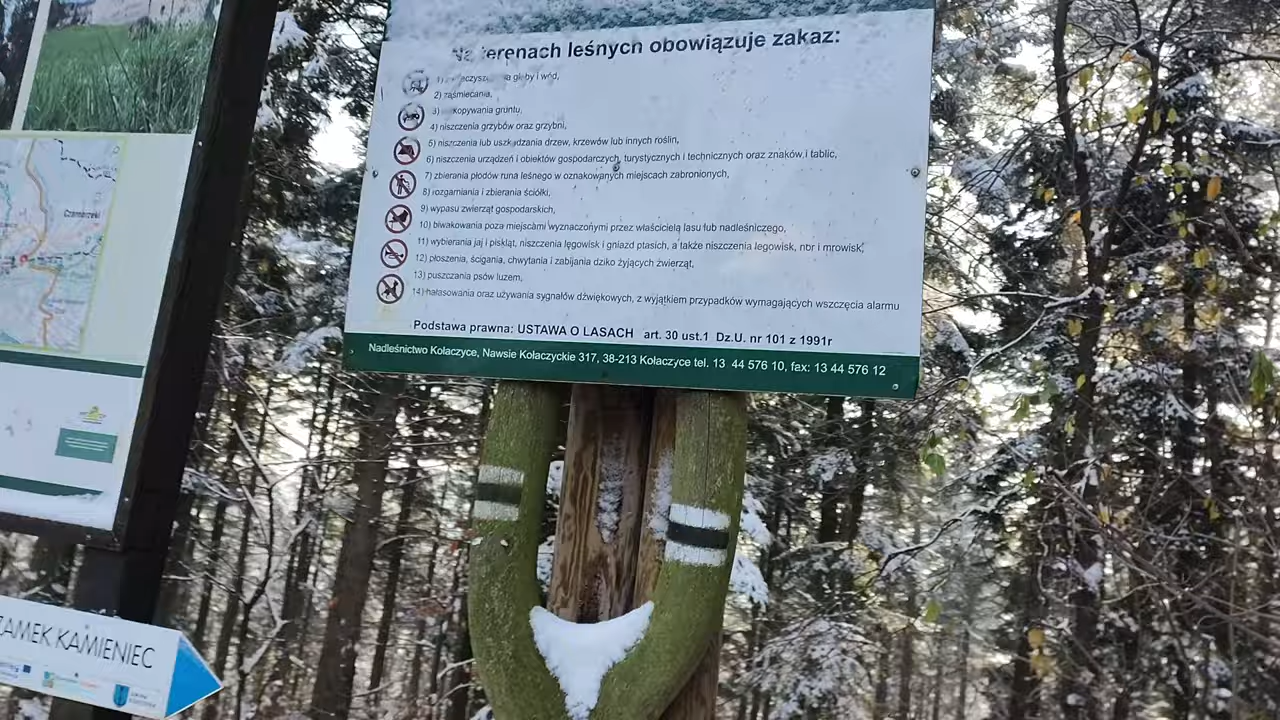 Na terenach leśnych obowiązuje zakaz:
1) zanieczyszczania gleby i wód,
2) zaśmiecania,
3) rozkopywania gruntu,
4) niszczenia grzybów oraz grzybni,
5) niszczenia lub uszkadzania drzew, krzewów lub innych roślin,
6) niszczenia urządzeń i obiektów gospodarczych, turystycznych i technicznych oraz znaków i tablic,
7) zbierania płodów runa leśnego w oznakowanych miejscach zabronionych,
8) rozgarniania i zbierania ściółki,
9) wypasu zwierząt gospodarskich,
10) biwakowania poza miejscami wyznaczonymi przez właściciela lasu lub nadleśniczego,
11) wybierania jaj i piskląt, niszczenia lęgowisk i gniazd ptasich, a także niszczenia legowisk, nor i mrowisk,
12) płoszenia, ścigania, chwytania i zabijania dziko żyjących zwierząt,
13) puszczania psów luzem,
14) hałasowania oraz używania sygnałów dźwiękowych, z wyjątkiem przypadków wymagających wszczęcia alarmu
Podstawa prawna: USTAWA O LASACH art. 30 ust.1 Dz.U. nr 101 z 1991r
Nadleśnictwo Kołaczyce, Nawsie Kołaczyckie 317, 38-213 Kołaczyce tel. 13 44 576 10, fax: 13 44 576 12
Czarnorzeki
ZAMEK KAMIENIEC